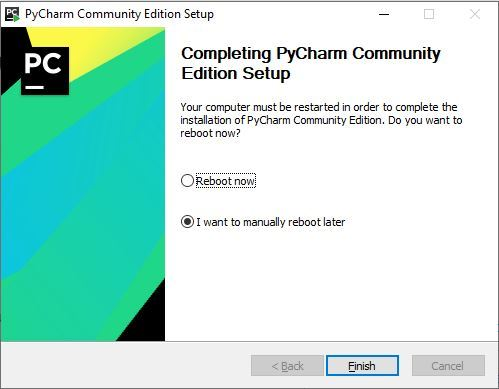 PyCharm Community Edition Setup
PC
Completing PyCharm Community
Edition Setup
Your computer must be restarted in order to complete the
installation of PyCharm Community Edition. Do you want to
reboot now?
Reboot now
I want to manually reboot later
< Back
Finish
Cancel